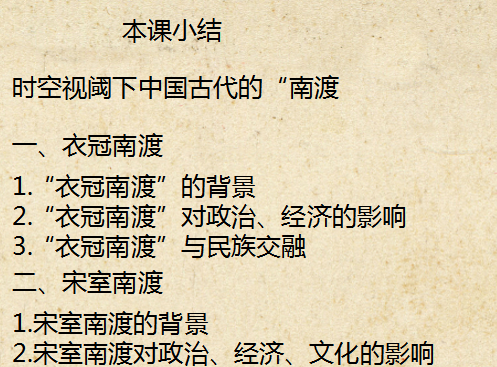 本课小结
时空视阈下中国古代的“南渡
一、衣冠南渡
1.“衣冠南渡”的背景
2.“衣冠南渡”对政治、经济的影响
3.“衣冠南渡”与民族交融
二、宋室南渡
1.宋室南渡的背景
2.宋室南渡对政治、经济、文化的影响